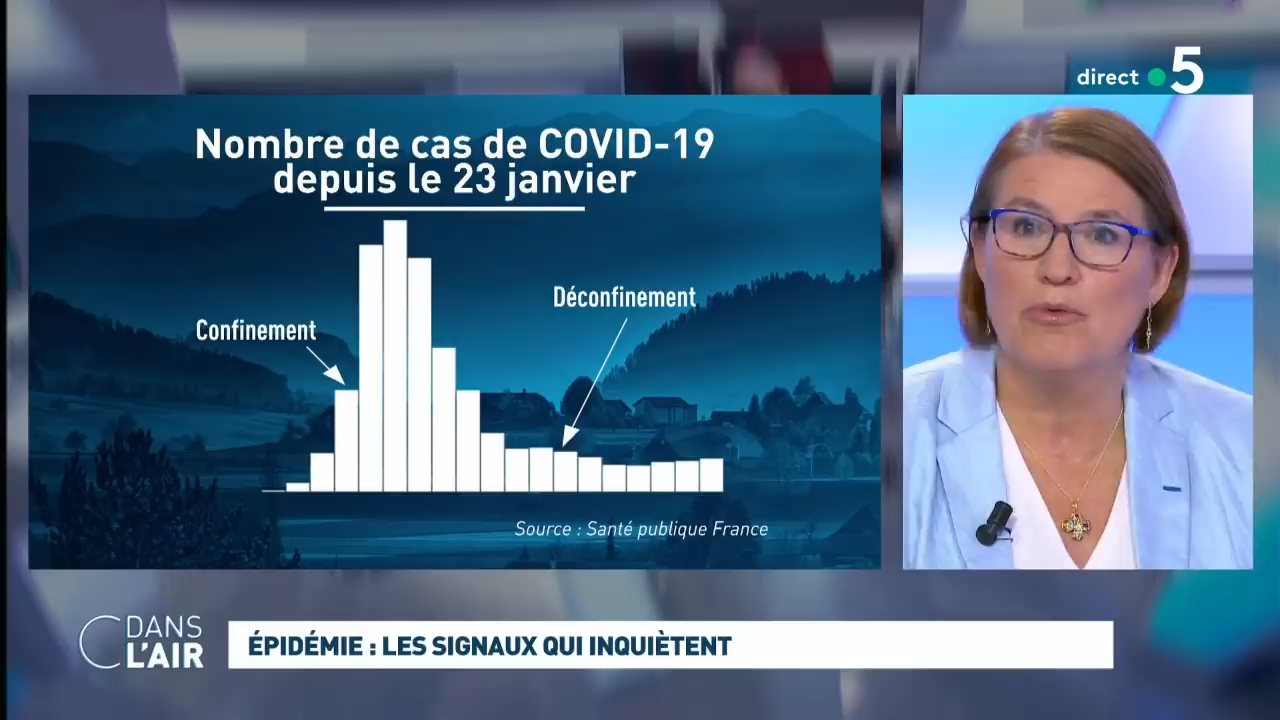 direct 5
Nombre de cas de COVID-19
depuis le 23 janvier
Déconfinement
Confinement
Source : Santé publique France
C DANS
L'AIR
ÉPIDÉMIE : LES SIGNAUX QUI INQUIÈTENT